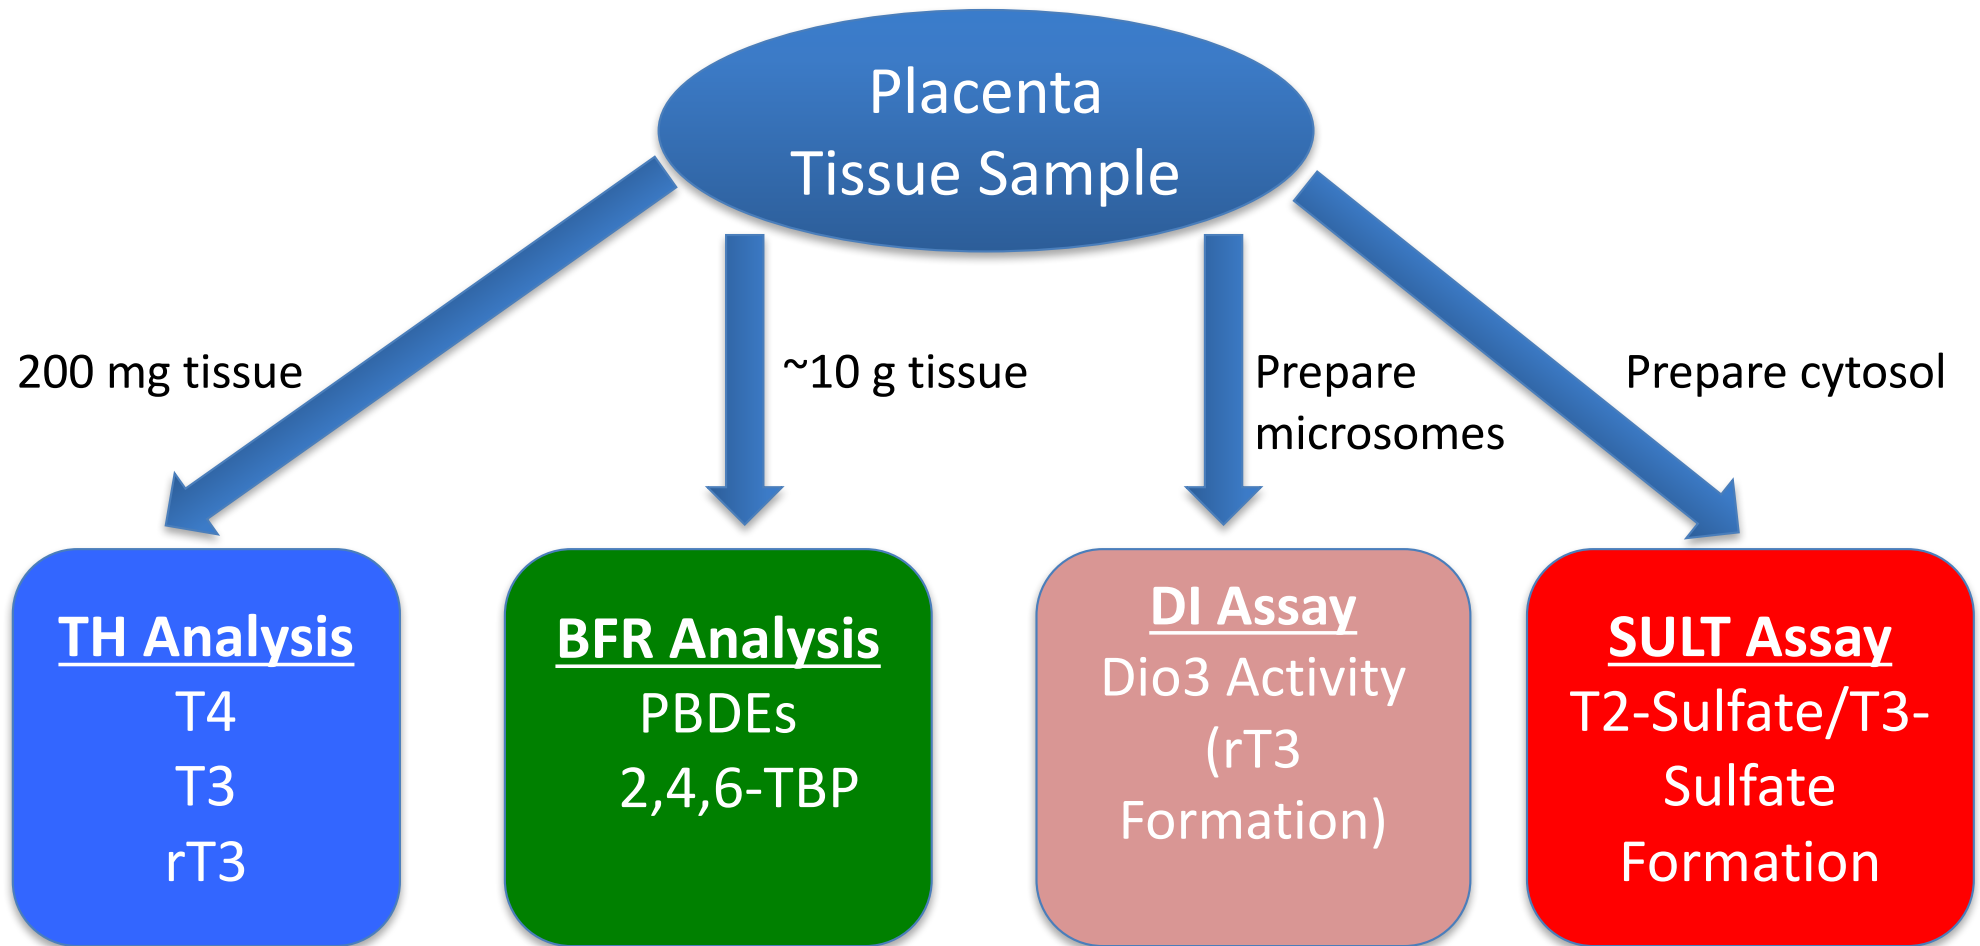 Placenta
Tissue Sample
200 mg tissue
~10 g tissue
Prepare
microsomes
Prepare cytosol
TH Analysis
T4
T3
rT3
BFR Analysis
PBDEs
2,4,6-TBP
DI Assay
Dio3 Activity
(rT3
Formation)
SULT Assay
T2-Sulfate/T3-
Sulfate
Formation